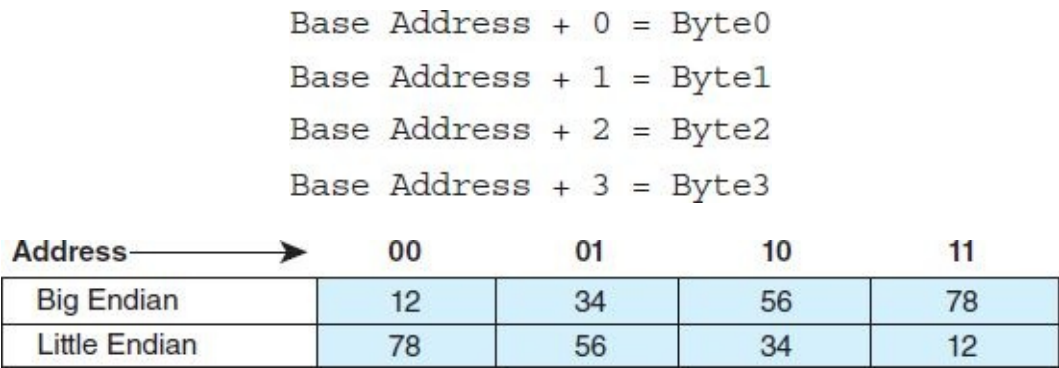 Base Address + 0 = Byte0
Base Address + 1 = Byte1
Base Address + 2 = Byte2
Base Address + 3 = Byte3
Address 00 01 10 11
Big Endian 12 34 56 78
Little Endian 78 56 34 12